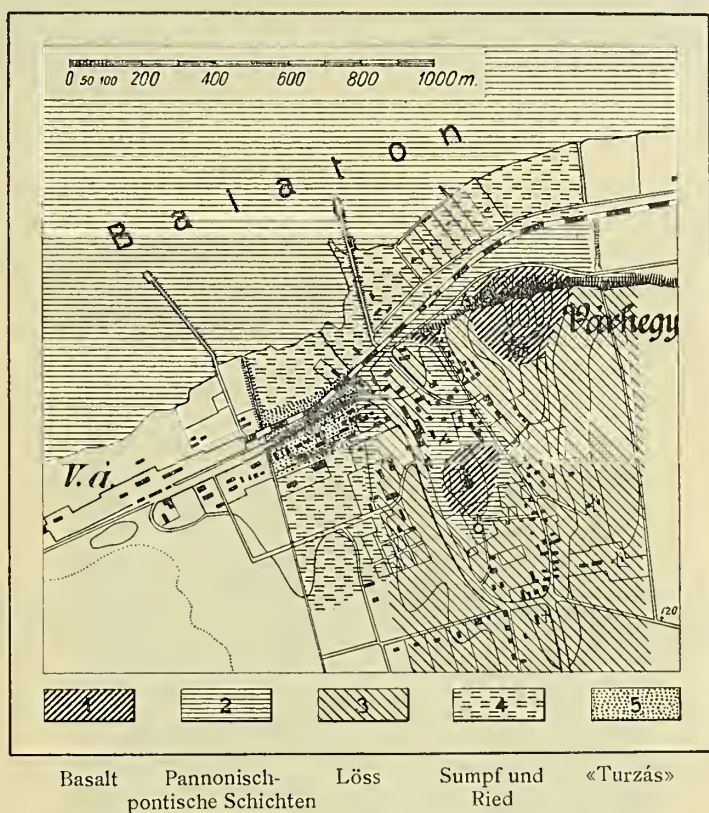 0 50 100 200 400 600 800 1000 m.
Balaton
Várhegy
V. á.
120
1 2 3 4 5
Basalt Pannonisch-pontische Schichten Löss Sumpf und Ried «Turzás»